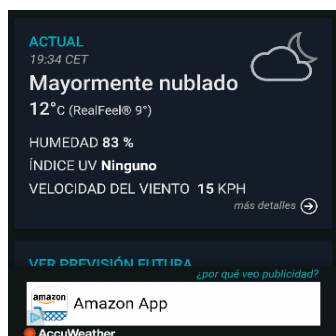 ACTUAL
19:34 CET
Mayormente nublado
12°C (RealFeel® 9°)
HUMEDAD 83 %
ÍNDICE UV Ninguno
VELOCIDAD DEL VIENTO 15 KPH
más detalles
VER PREVISIÓN FUTURA
¿por qué veo publicidad?
amazon
Amazon App
AccuWeather